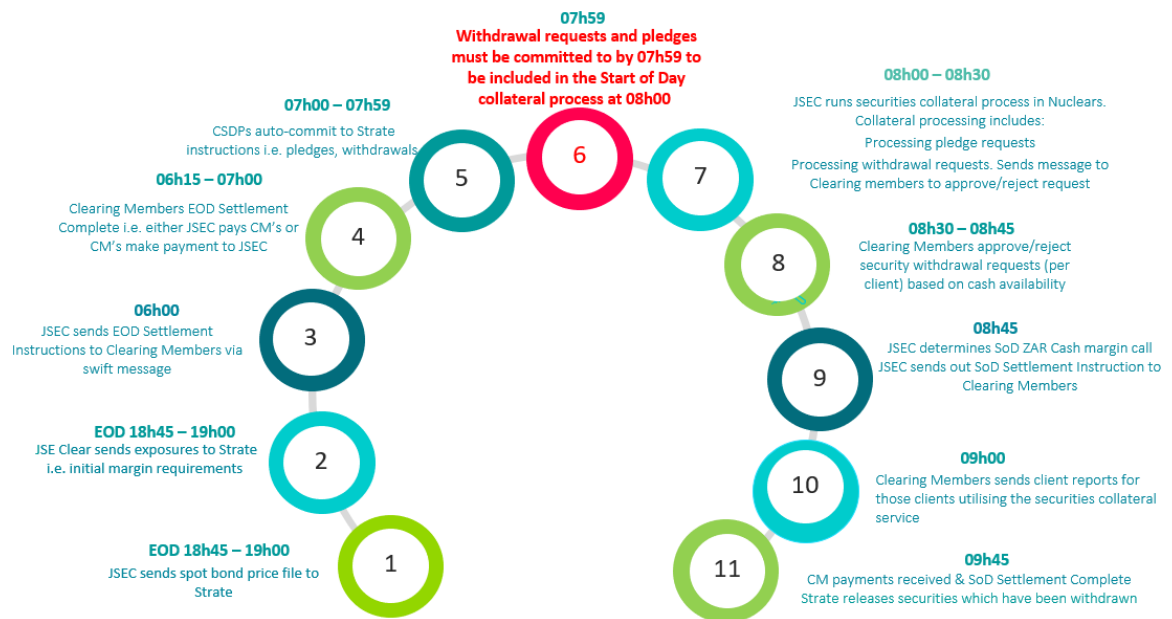 EOD 18h45 – 19h00
JSEC sends spot bond price file to
Strate
1
EOD 18h45 – 19h00
JSE Clear sends exposures to Strate
i.e. initial margin requirements
2
06h00
JSEC sends EOD Settlement
Instructions to Clearing Members via
swift message
3
06h15 – 07h00
Clearing Members EOD Settlement
Complete i.e. either JSEC pays CM's or
CM's make payment to JSEC
4
07h00 – 07h59
CSDPs auto-commit to Strate
instructions i.e. pledges, withdrawals
5
07h59
Withdrawal requests and pledges
must be committed to by 07h59 to
be included in the Start of Day
collateral process at 08h00
6
08h00 – 08h30
JSEC runs securities collateral process in Nuclears.
Collateral processing includes:
Processing pledge requests
Processing withdrawal requests. Sends message to
Clearing members to approve/reject request
7
08h30 – 08h45
Clearing Members approve/reject
security withdrawal requests (per
client) based on cash availability
8
08h45
JSEC determines SoD ZAR Cash margin call
JSEC sends out SoD Settlement Instruction to
Clearing Members
9
09h00
Clearing Members sends client reports for
those clients utilising the securities collateral
service
10
09h45
CM payments received & SoD Settlement Complete
Strate releases securities which have been withdrawn
11